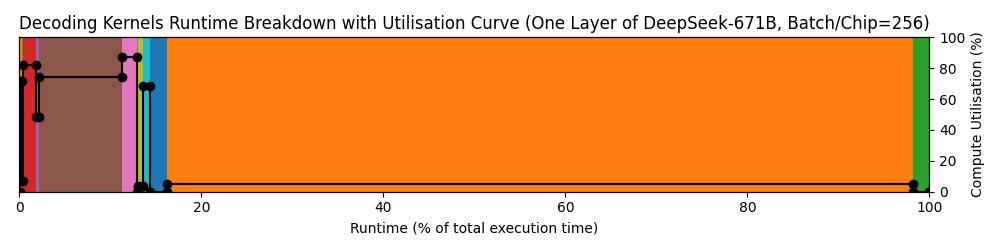 Decoding Kernels Runtime Breakdown with Utilisation Curve (One Layer of DeepSeek-671B, Batch/Chip=256)
100
80
60
40
20
0
Compute Utilisation (%)
0 20 40 60 80 100
Runtime (% of total execution time)